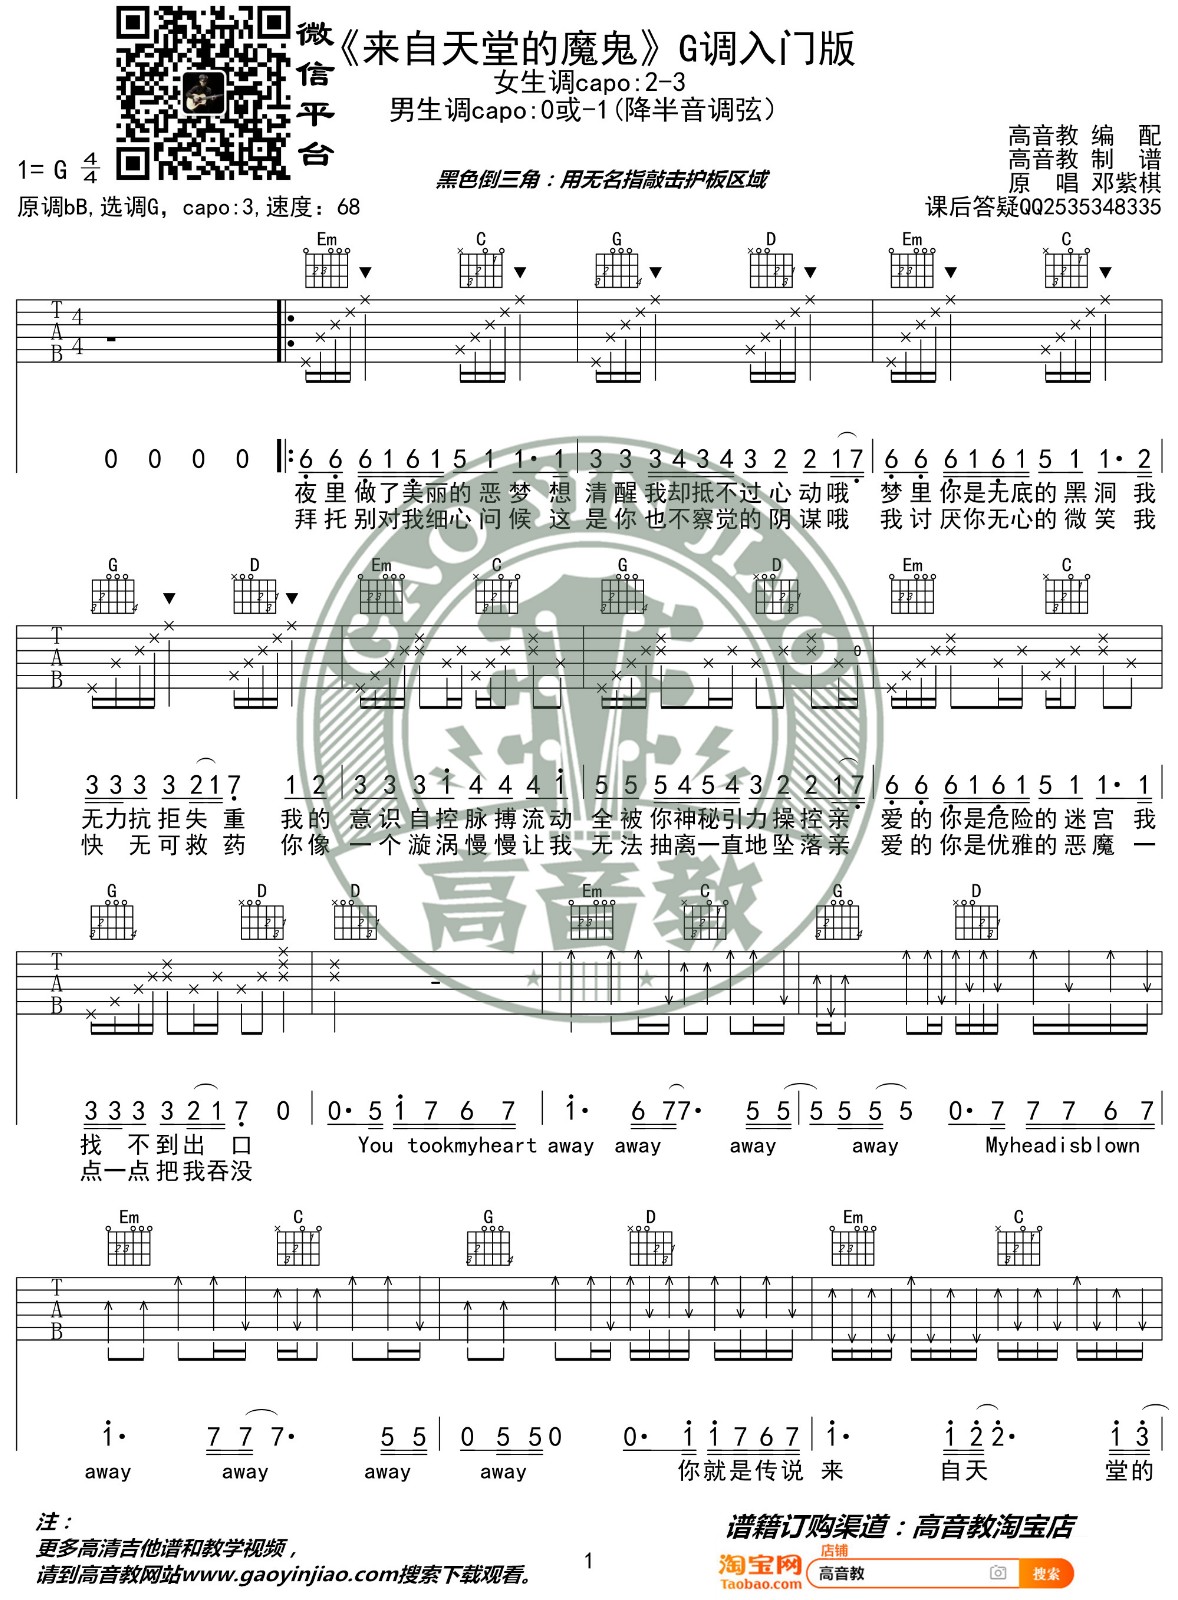 微信平台
《来自天堂的魔鬼》G调入门版
女生调capo:2-3
男生调capo:0或-1(降半音调弦)
高音教 编 配
高音教 制 谱
原 唱 邓紫棋
课后答疑QQ2535348335
1= G 4/4
黑色倒三角：用无名指敲击护板区域
原调bB,选调G，capo:3,速度：68
Em C G D Em C
T A B 4 4
0 0 0 0 6 6 6 1 6 1 5 1 1· 1 3 3 3 4 3 4 3 2 2 1 7 6 6 6 1 6 1 5 1 1· 2
夜里做了美丽的恶梦 想 清醒我却抵不过心动哦 梦里你是无底的黑洞 我
拜托别对我细心问候 这 是你也不察觉的阴谋哦 我讨厌你无心的微笑 我
G D Em C G D Em C
T A B 0
3 3 3 3 2 1 7 1 2 3 3 3 1 4 4 4 1 5 5 5 4 5 4 3 2 2 1 7 6 6 6 1 6 1 5 1 1· 1
无力抗拒失重 我的 意识自控脉搏流动 全被你神秘引力操控亲 爱的你是危险的迷宫 我
快 无可救药 你像 一个漩涡慢慢让我 无法抽离一直地坠落亲 爱的你是优雅的恶魔 一
G D D Em C G D
T A B
3 3 3 3 2 1 7 0 0· 5 1 7 6 7 1· 6 7 7· 5 5 5 5 5 5 0· 7 7 7 6 7
找 不到出 口 You tookmyheart away away away away Myheadisblown
点一点把我吞没
Em C G D Em C
T A B
1· 7 7 7· 5 5 0 5 5 0 0· 1 1 7 6 7 1· 1 2 2· 1 3
away away away away 你就是传说 来 自天 堂的
GAO YIN JIAO
高音教
注：
更多高清吉他谱和教学视频，
请到高音教网站www.gaoyinjiao.com搜索下载观看。
1
谱籍订购渠道：高音教淘宝店
淘宝网
Taobao.com
店铺
高音教
搜索